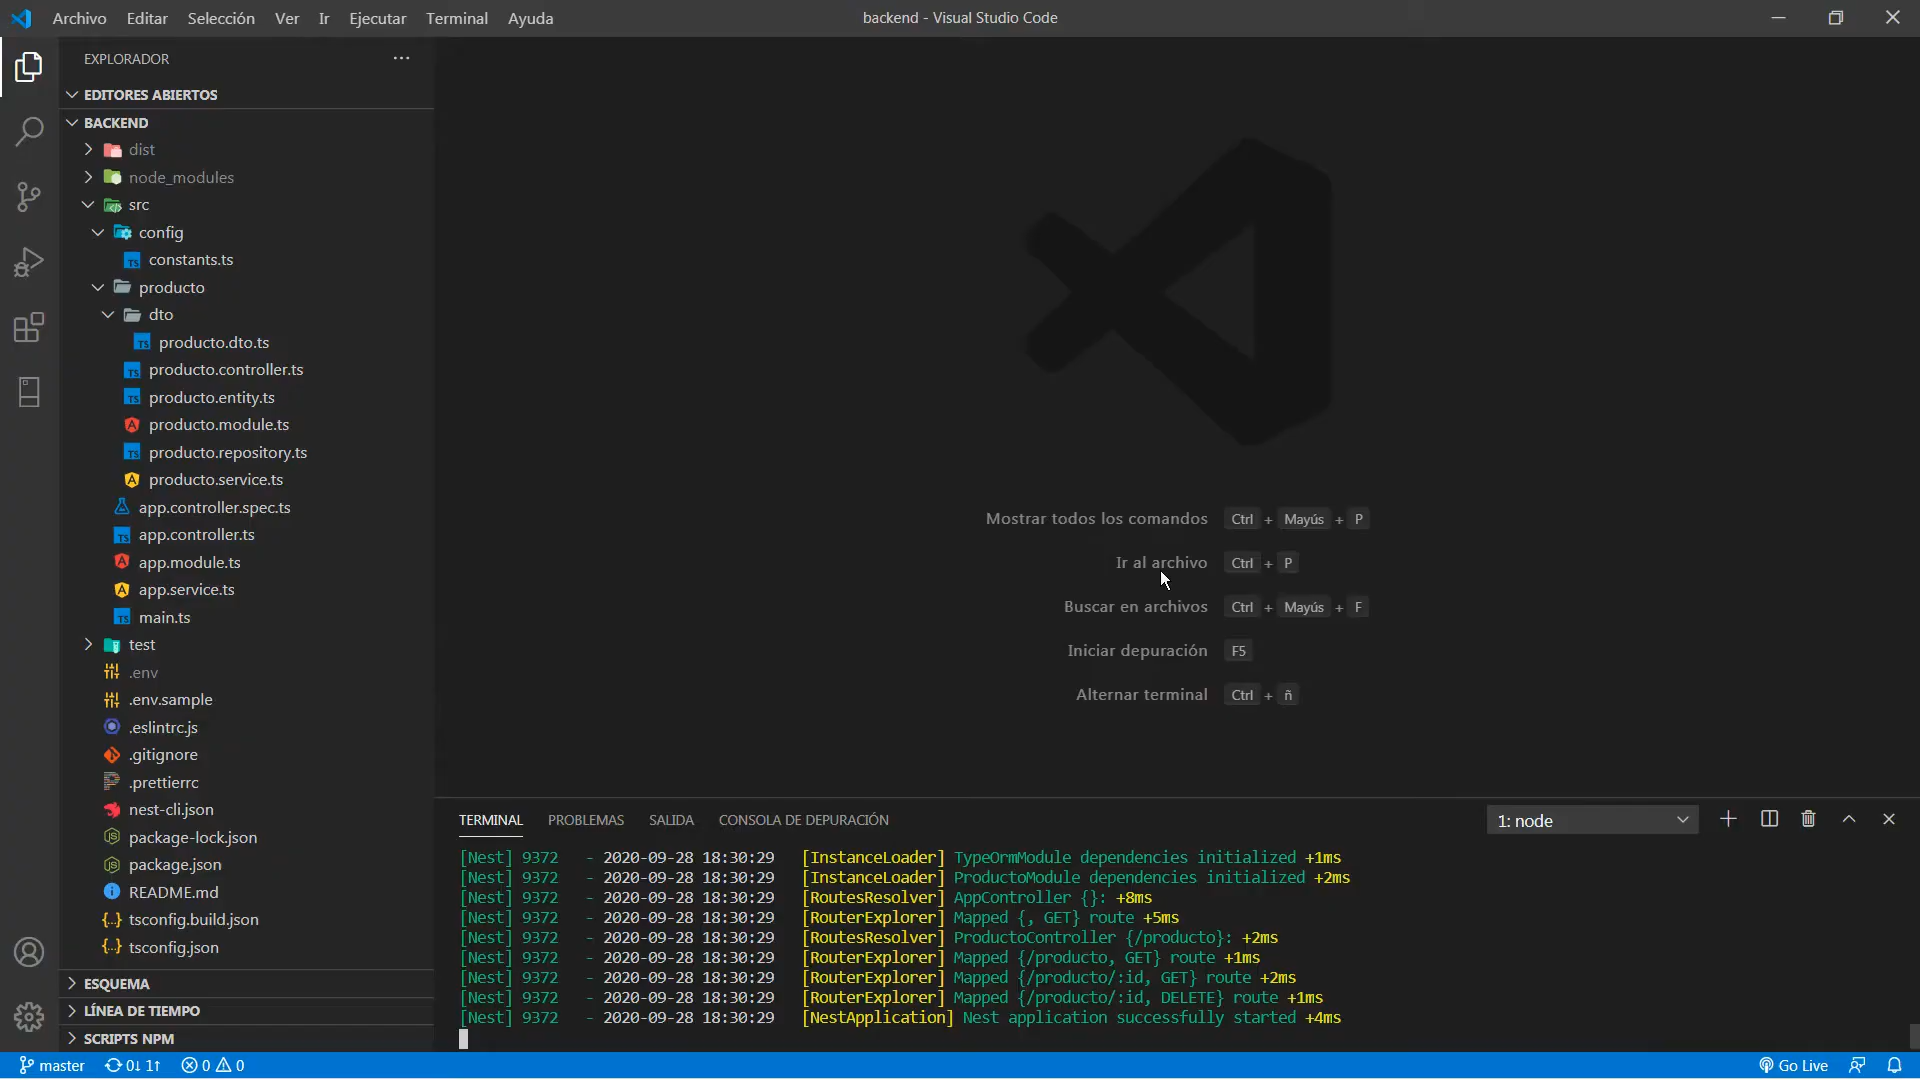 Archivo Editar Selección Ver Ir Ejecutar Terminal Ayuda backend - Visual Studio Code
EXPLORADOR
EDITORES ABIERTOS
BACKEND
dist
node_modules
src
config
constants.ts
producto
dto
producto.dto.ts
producto.controller.ts
producto.entity.ts
producto.module.ts
producto.repository.ts
producto.service.ts
app.controller.spec.ts
app.controller.ts
app.module.ts
app.service.ts
main.ts
test
.env
.env.sample
.eslintrc.js
.gitignore
.prettierrc
nest-cli.json
package-lock.json
package.json
README.md
tsconfig.build.json
tsconfig.json
ESQUEMA
LÍNEA DE TIEMPO
SCRIPTS NPM
Mostrar todos los comandos Ctrl + Mayús + P
Ir al archivo Ctrl + P
Buscar en archivos Ctrl + Mayús + F
Iniciar depuración F5
Alternar terminal Ctrl + ñ
TERMINAL PROBLEMAS SALIDA CONSOLA DE DEPURACIÓN 1: node
[Nest] 9372 - 2020-09-28 18:30:29 [InstanceLoader] TypeOrmModule dependencies initialized +1ms
[Nest] 9372 - 2020-09-28 18:30:29 [InstanceLoader] ProductoModule dependencies initialized +2ms
[Nest] 9372 - 2020-09-28 18:30:29 [RoutesResolver] AppController {}: +8ms
[Nest] 9372 - 2020-09-28 18:30:29 [RouterExplorer] Mapped {, GET} route +5ms
[Nest] 9372 - 2020-09-28 18:30:29 [RoutesResolver] ProductoController {/producto}: +2ms
[Nest] 9372 - 2020-09-28 18:30:29 [RouterExplorer] Mapped {/producto, GET} route +1ms
[Nest] 9372 - 2020-09-28 18:30:29 [RouterExplorer] Mapped {/producto/:id, GET} route +2ms
[Nest] 9372 - 2020-09-28 18:30:29 [RouterExplorer] Mapped {/producto/:id, DELETE} route +1ms
[Nest] 9372 - 2020-09-28 18:30:29 [NestApplication] Nest application successfully started +4ms
master 0↓ 1↑ 0 0 Go Live